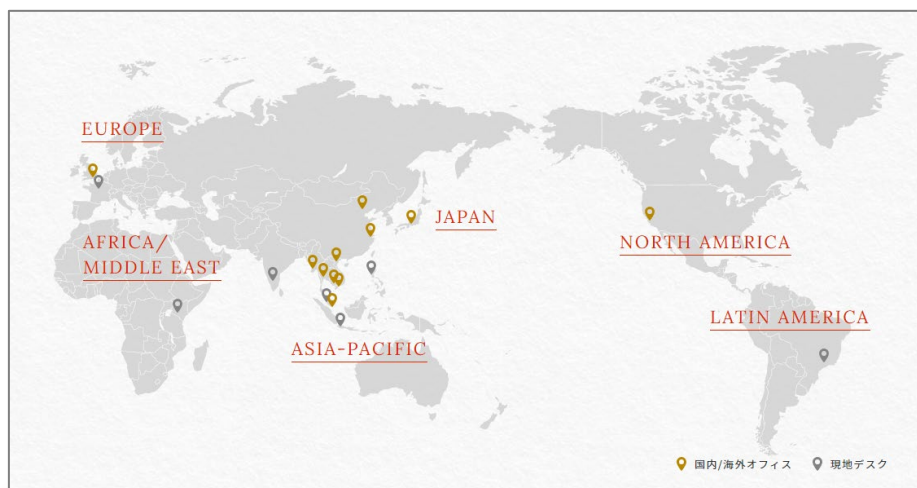 EUROPE
JAPAN
AFRICA/
MIDDLE EAST
NORTH AMERICA
LATIN AMERICA
ASIA-PACIFIC
国内/海外オフィス
現地デスク